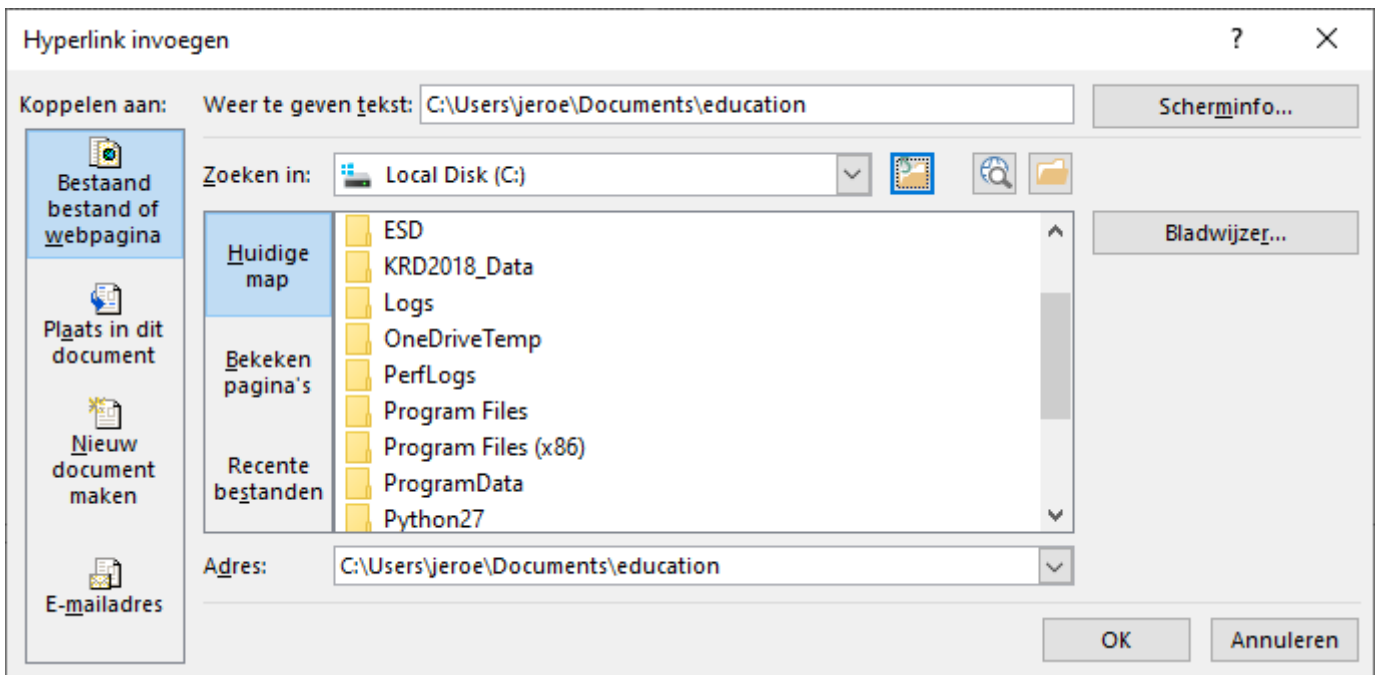 Hyperlink invoegen
?
Koppelen aan:
Weer te geven tekst:
C:\Users\jeroe\Documents\education
Scherminfo...
Bestaand
bestand of
webpagina
Zoeken in:
Local Disk (C:)
Plaats in dit
document
Nieuw
document
maken
E-mailadres
Huidige
map
Bekeken
pagina's
Recente
bestanden
ESD
KRD2018_Data
Logs
OneDriveTemp
PerfLogs
Program Files
Program Files (x86)
ProgramData
Python27
Bladwijzer...
Adres:
C:\Users\jeroe\Documents\education
OK
Annuleren